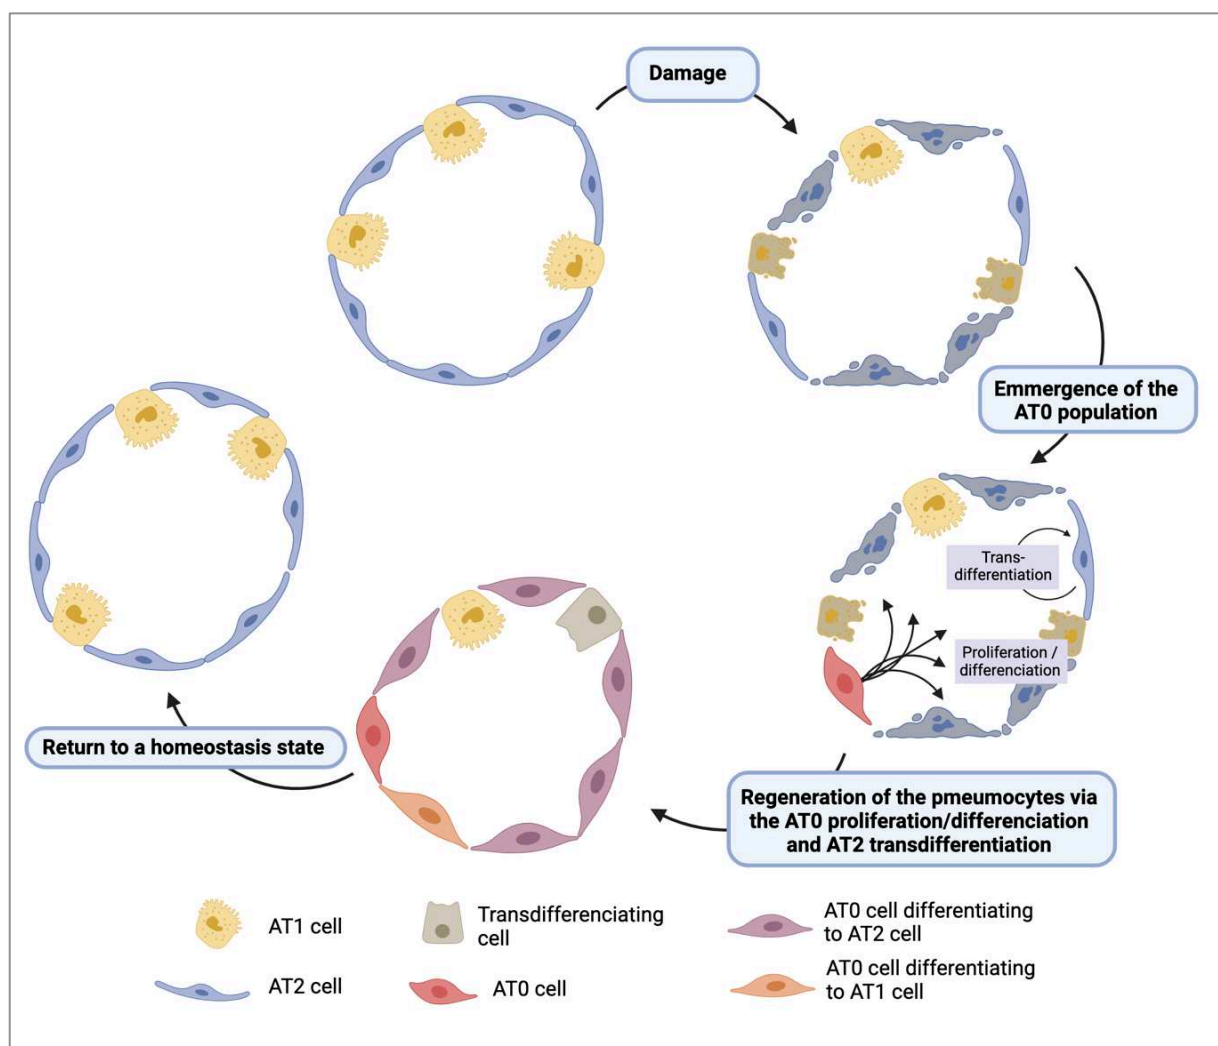 Damage
Emmergence of the
AT0 population
Trans-
differentiation
Proliferation /
differenciation
Regeneration of the pmeumocytes via
the AT0 proliferation/differenciation
and AT2 transdifferentiation
Return to a homeostasis state
AT1 cell
Transdifferenciating
cell
AT0 cell differentiating
to AT2 cell
AT2 cell
AT0 cell
AT0 cell differentiating
to AT1 cell